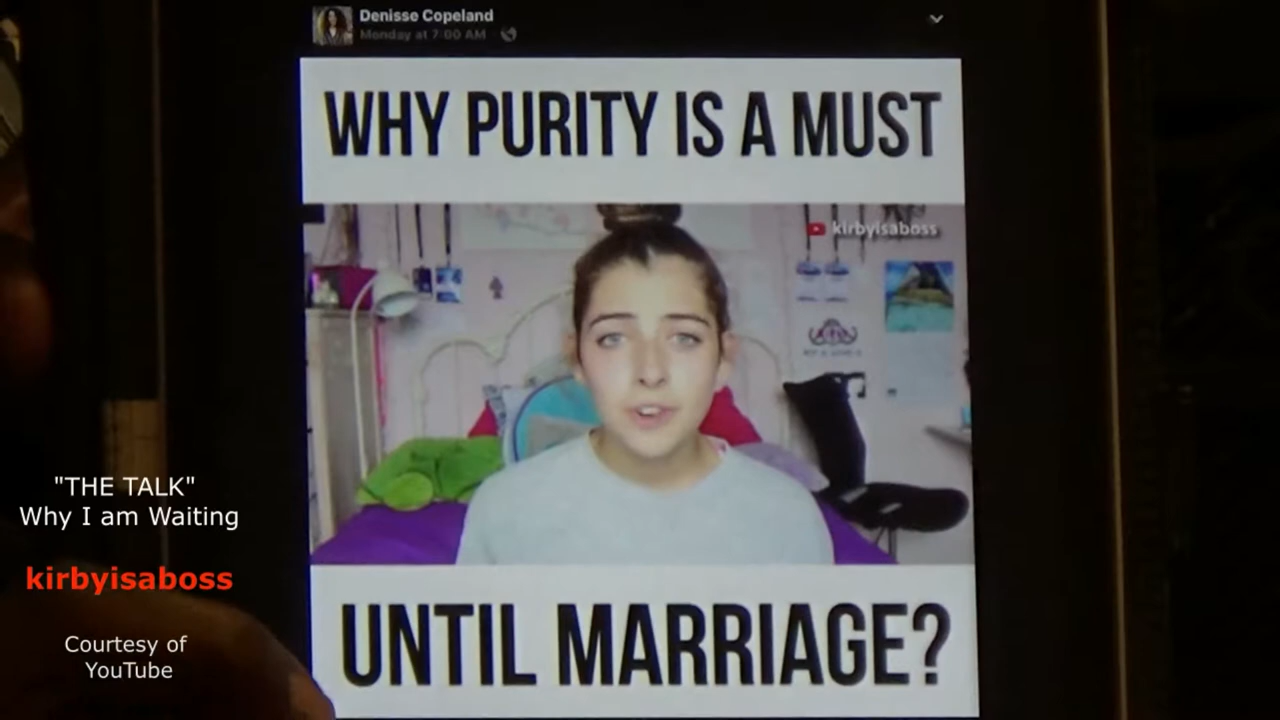 Denisse Copeland
Monday at 7:00 AM
WHY PURITY IS A MUST
kirbyisaboss
"THE TALK"
Why I am Waiting
kirbyisaboss
Courtesy of
YouTube
UNTIL MARRIAGE?